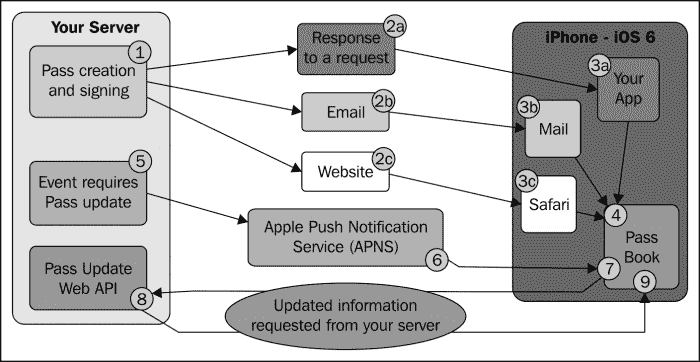 Your Server
1
Pass creation
and signing
5
Event requires
Pass update
Pass Update
Web API
8
2a
Response
to a request
2b
Email
2c
Website
Apple Push Notification
Service (APNS)
6
Updated information
requested from your server
iPhone - iOS 6
3a
Your
App
3b
Mail
3c
Safari
4
Pass
Book
7
9